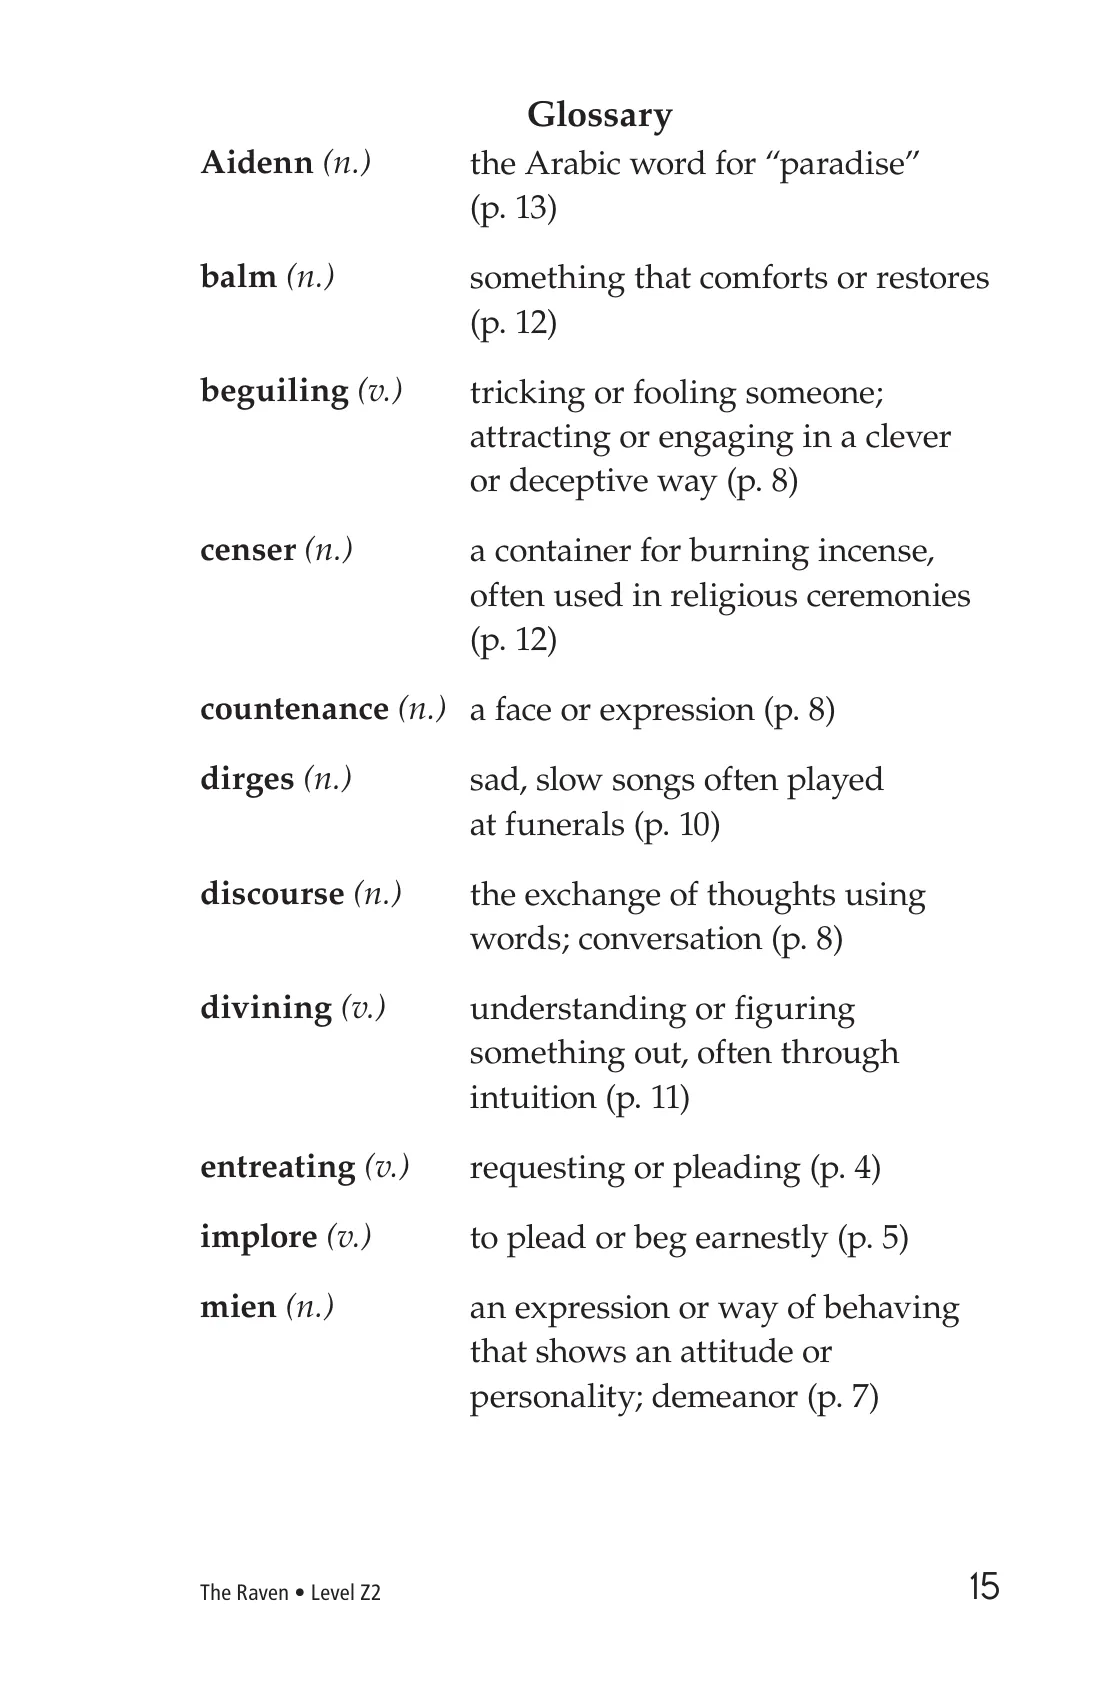 Glossary
Aidenn (n.) the Arabic word for “paradise”
(p. 13)
balm (n.) something that comforts or restores
(p. 12)
beguiling (v.) tricking or fooling someone;
attracting or engaging in a clever
or deceptive way (p. 8)
censer (n.) a container for burning incense,
often used in religious ceremonies
(p. 12)
countenance (n.) a face or expression (p. 8)
dirges (n.) sad, slow songs often played
at funerals (p. 10)
discourse (n.) the exchange of thoughts using
words; conversation (p. 8)
divining (v.) understanding or figuring
something out, often through
intuition (p. 11)
entreating (v.) requesting or pleading (p. 4)
implore (v.) to plead or beg earnestly (p. 5)
mien (n.) an expression or way of behaving
that shows an attitude or
personality; demeanor (p. 7)
The Raven • Level Z2 15